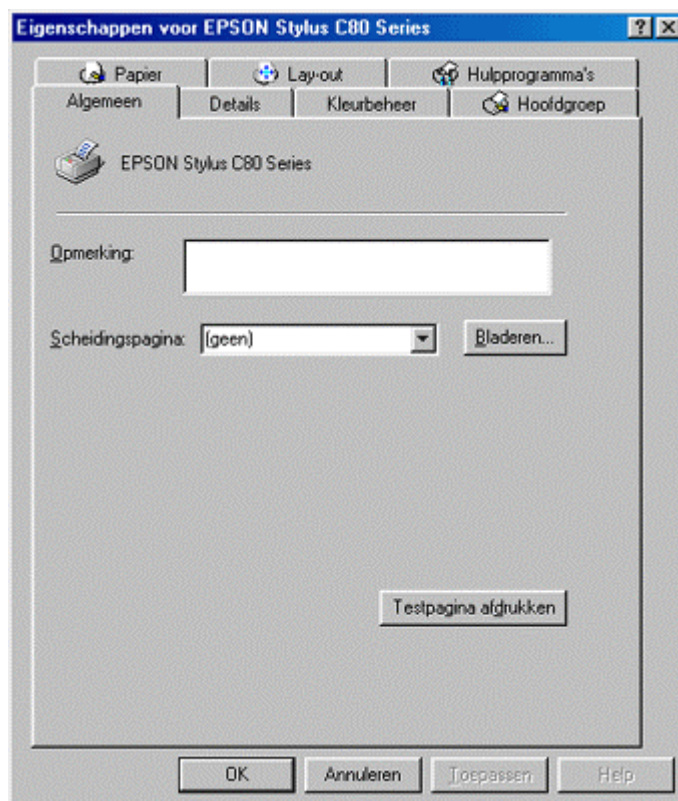 Eigenschappen voor EPSON Stylus C80 Series
Papier Lay-out Hulpprogramma's
Algemeen Details Kleurbeheer Hoofdgroep
EPSON Stylus C80 Series
Opmerking:
Scheidingspagina: (geen) Bladeren...
Testpagina afdrukken
OK Annuleren Toepassen Help